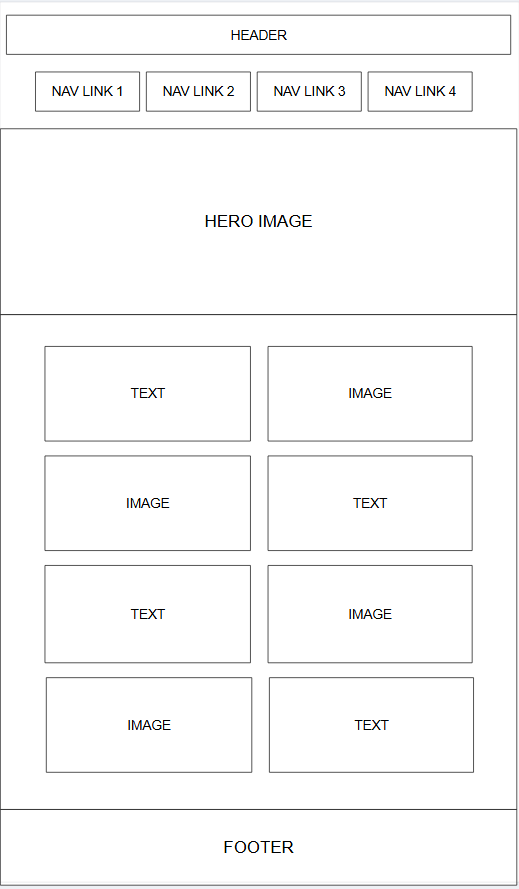 HEADER
NAV LINK 1 NAV LINK 2 NAV LINK 3 NAV LINK 4
HERO IMAGE
TEXT IMAGE
IMAGE TEXT
TEXT IMAGE
IMAGE TEXT
FOOTER